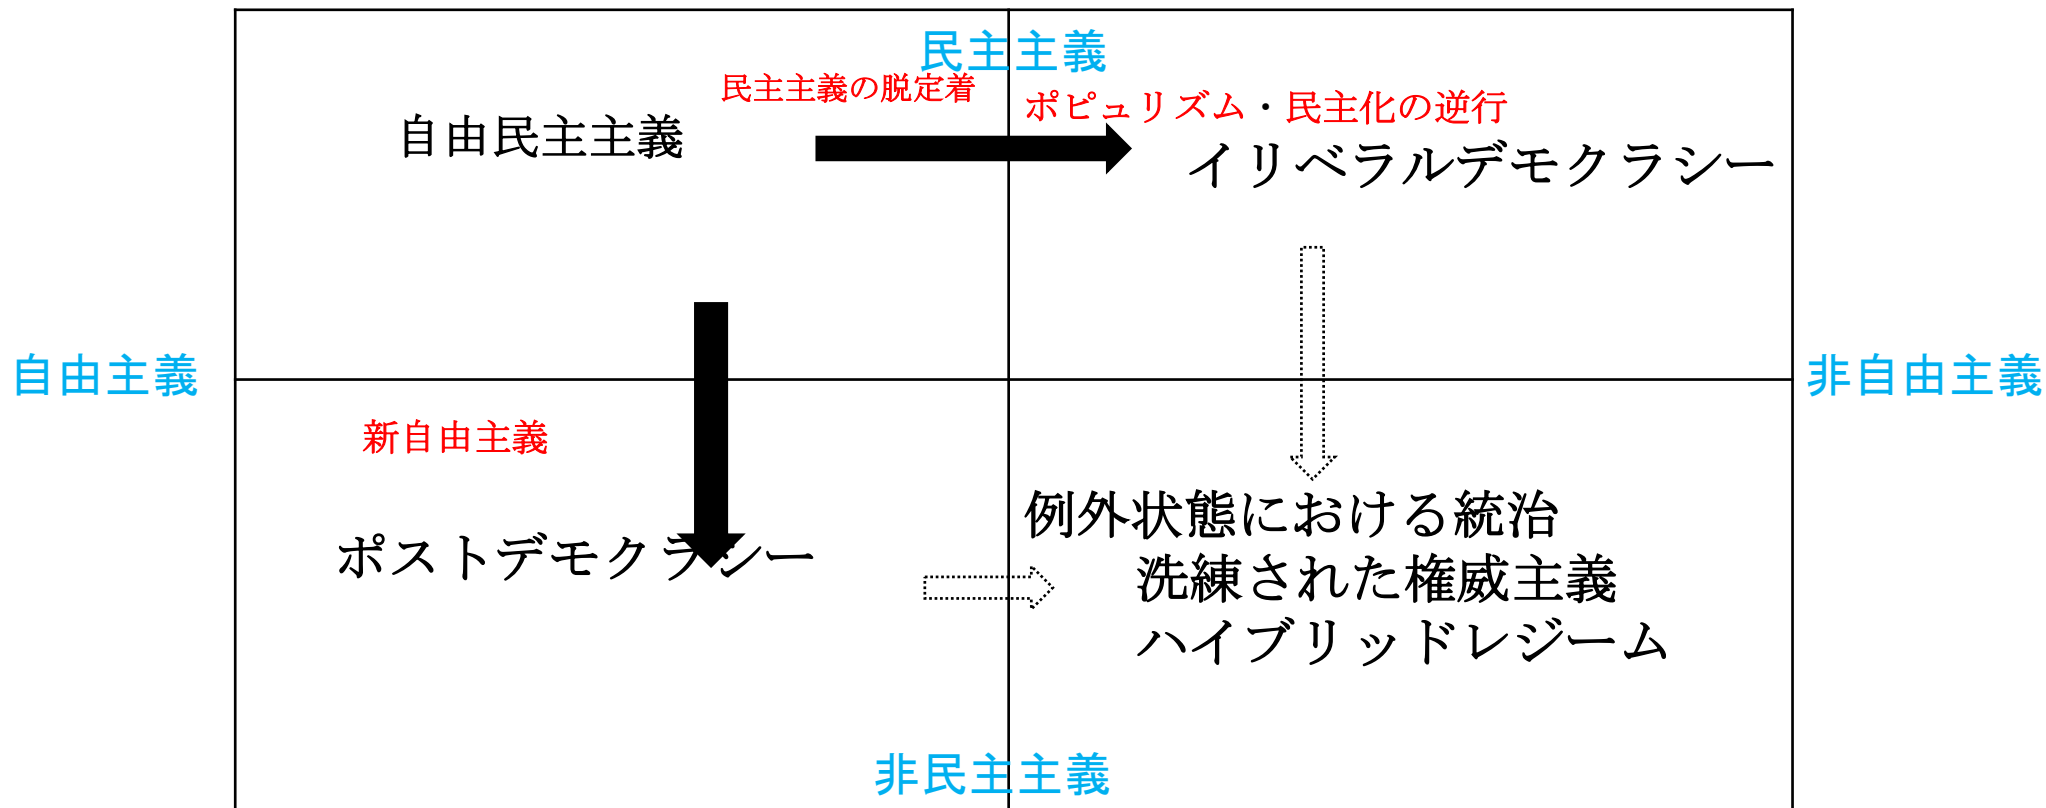 民主主義
民主主義の脱定着
ポピュリズム・民主化の逆行
自由民主主義
イリベラルデモクラシー
自由主義
非自由主義
新自由主義
ポストデモクラシー
例外状態における統治
洗練された権威主義
ハイブリッドレジーム
非民主主義